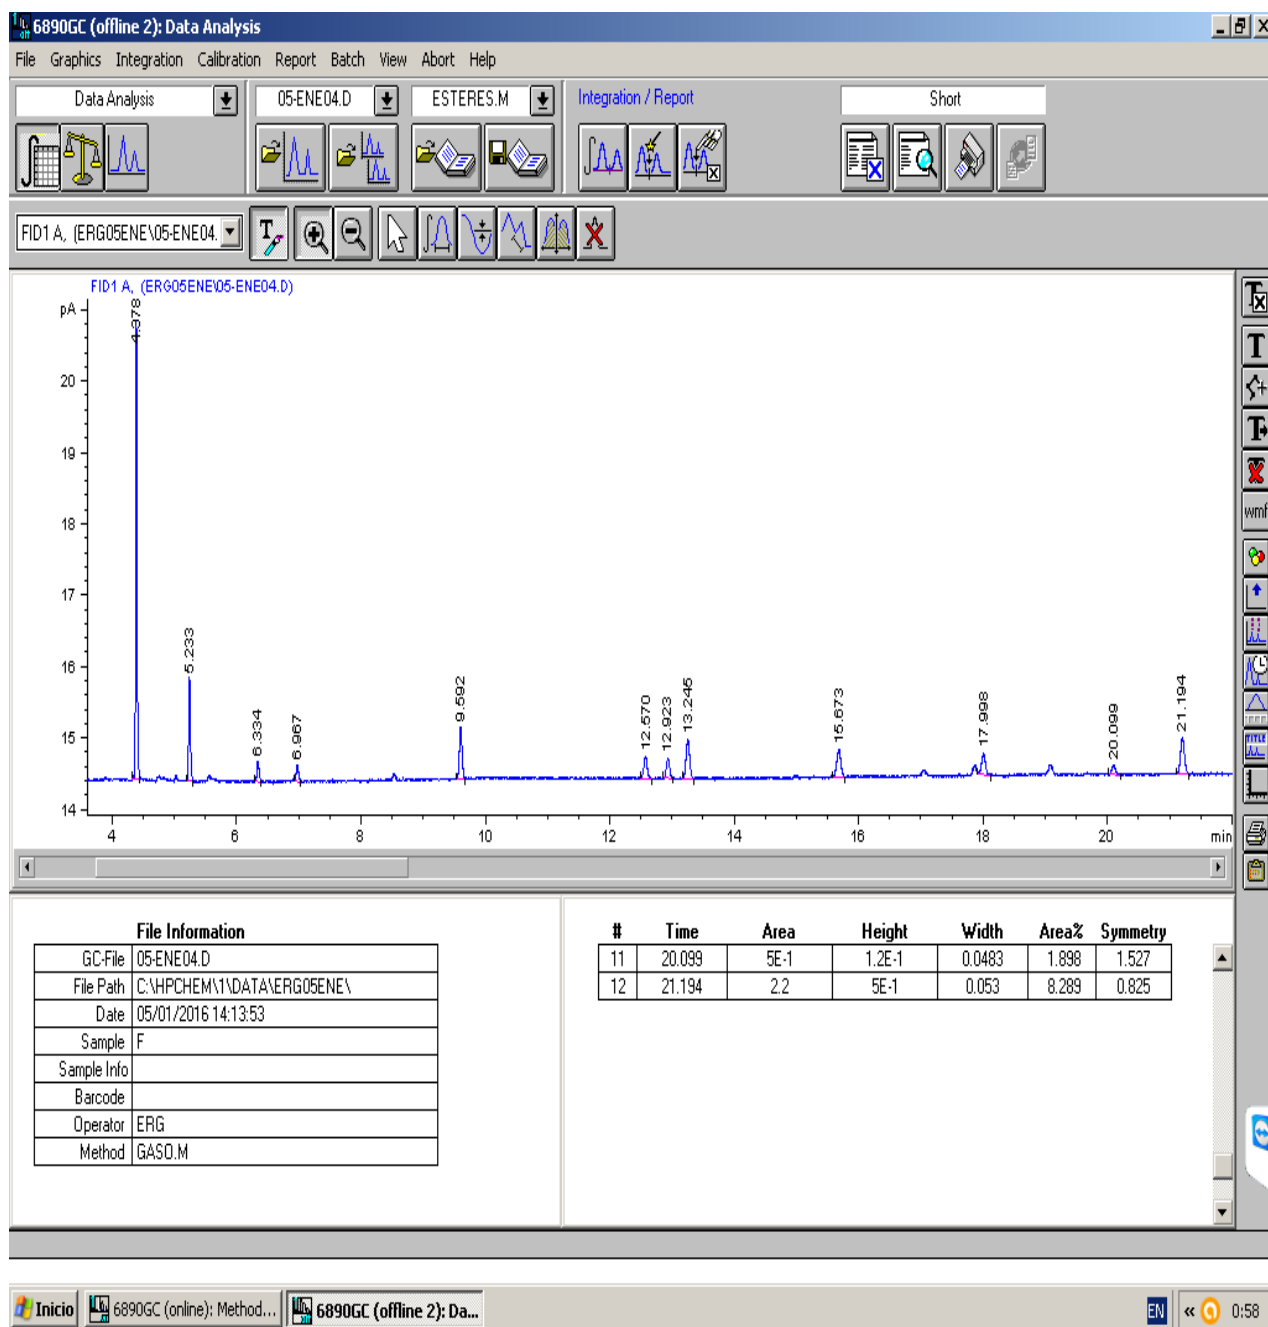 6890GC (offline 2): Data Analysis
File Graphics Integration Calibration Report Batch View Abort Help
Data Analysis 05-ENE04.D ESTERES.M Integration / Report Short
FID1 A, (ERG05ENE\05-ENE04.
FID1 A, (ERG05ENE\05-ENE04.D)
pA
20
19
18
17
16
15
14
4.378
5.233
6.334
6.967
9.592
12.570
12.923
13.245
15.673
17.998
20.099
21.194
4 6 8 10 12 14 16 18 20 min
wmf
TITLE
File Information
GC-File 05-ENE04.D
File Path C:\HPCHEM\1\DATA\ERG05ENE\
Date 05/01/2016 14:13:53
Sample F
Sample Info
Barcode
Operator ERG
Method GASO.M
# Time Area Height Width Area% Symmetry
11 20.099 5E-1 1.2E-1 0.0483 1.898 1.527
12 21.194 2.2 5E-1 0.053 8.289 0.825
Inicio 6890GC (online): Method... 6890GC (offline 2): Da... EN « 0:58